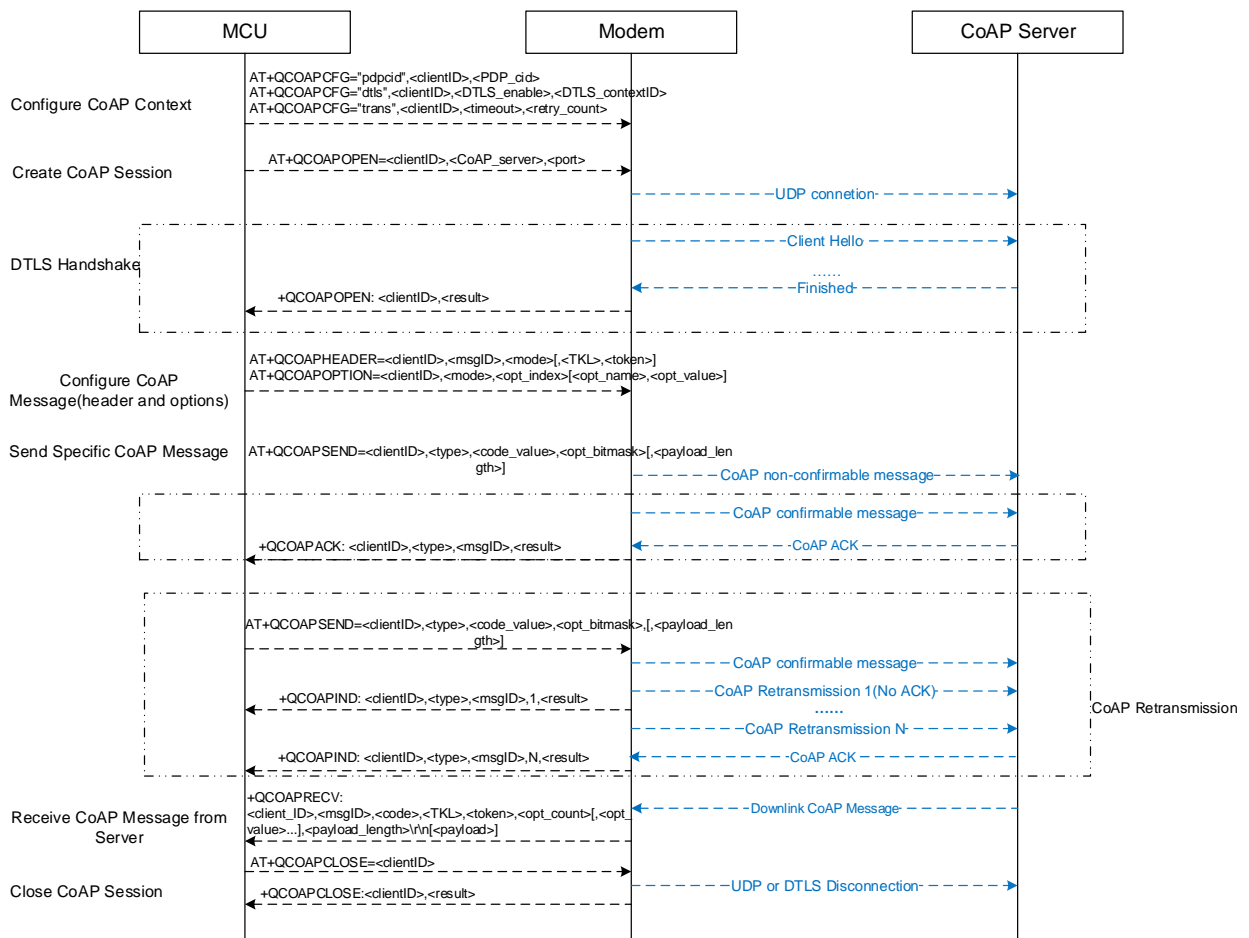 MCU
Modem
CoAP Server
AT+QCOAPCFG="pdpcid",<clientID>,<PDP_cid>
AT+QCOAPCFG="dtls",<clientID>,<DTLS_enable>,<DTLS_contextID>
AT+QCOAPCFG="trans",<clientID>,<timeout>,<retry_count>
Configure CoAP Context
AT+QCOAPOPEN=<clientID>,<CoAP_server>,<port>
Create CoAP Session
UDP connetion
Client Hello
DTLS Handshake
......
Finished
+QCOAPOPEN: <clientID>,<result>
AT+QCOAPHEADER=<clientID>,<msgID>,<mode>[,<TKL>,<token>]
AT+QCOAPOPTION=<clientID>,<mode>,<opt_index>[<opt_name>,<opt_value>]
Configure CoAP
Message(header and options)
Send Specific CoAP Message
AT+QCOAPSEND=<clientID>,<type>,<code_value>,<opt_bitmask>[,<payload_len
gth>]
CoAP non-confirmable message
CoAP confirmable message
+QCOAPACK: <clientID>,<type>,<msgID>,<result>
CoAP ACK
AT+QCOAPSEND=<clientID>,<type>,<code_value>,<opt_bitmask>,[,<payload_len
gth>]
CoAP confirmable message
CoAP Retransmission 1(No ACK)
+QCOAPIND: <clientID>,<type>,<msgID>,1,<result>
......
CoAP Retransmission
CoAP Retransmission N
+QCOAPIND: <clientID>,<type>,<msgID>,N,<result>
CoAP ACK
+QCOAPRECV:
<client_ID>,<msgID>,<code>,<TKL>,<token>,<opt_count>[,<opt_
value>...],<payload_length>\r\n[<payload>]
Downlink CoAP Message
Receive CoAP Message from
Server
AT+QCOAPCLOSE=<clientID>
UDP or DTLS Disconnection
Close CoAP Session
+QCOAPCLOSE:<clientID>,<result>